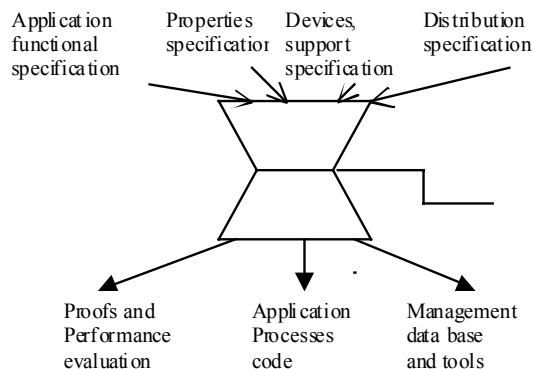 Application
functional
specification
Properties
specification
Devices,
support
specification
Distribution
specification
Proofs and
Performance
evaluation
Application
Processes
code
Management
data base
and tools